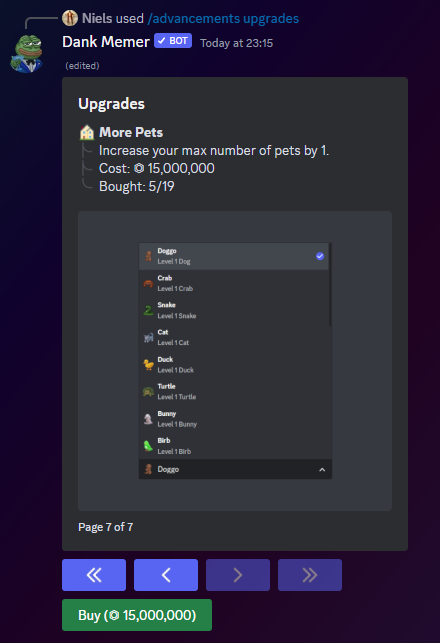 Niels used /advancements upgrades
Dank Memer BOT Today at 23:15
(edited)
Upgrades
More Pets
Increase your max number of pets by 1.
Cost: 15,000,000
Bought: 5/19
Doggo
Level 1 Dog
Crab
Level 1 Crab
Snake
Level 1 Snake
Cat
Level 1 Cat
Duck
Level 1 Duck
Turtle
Level 1 Turtle
Bunny
Level 1 Bunny
Birb
Level 1 Birb
Doggo
Page 7 of 7
Buy (15,000,000)